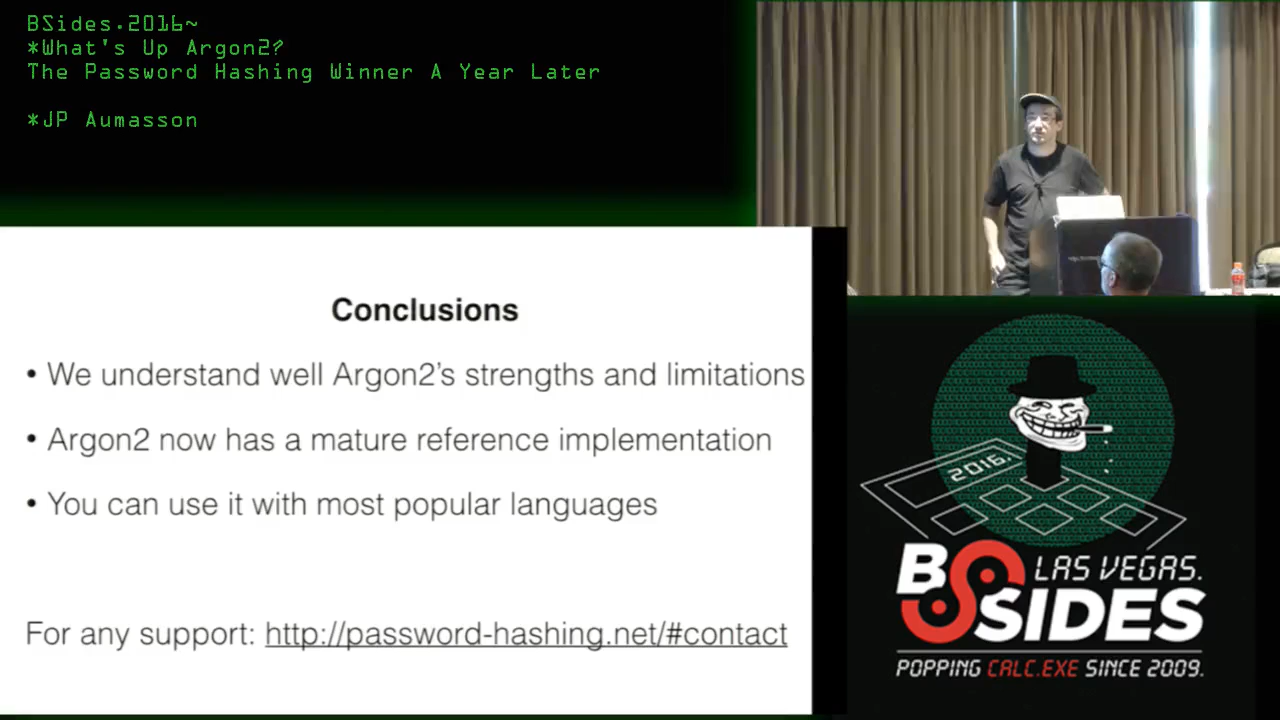 BSides.2016~
*What's Up Argon2?
The Password Hashing Winner A Year Later
*JP Aumasson
Conclusions
• We understand well Argon2's strengths and limitations
• Argon2 now has a mature reference implementation
• You can use it with most popular languages
For any support: http://password-hashing.net/#contact
2016.
BSIDES
LAS VEGAS.
POPPING CALC.EXE SINCE 2009.